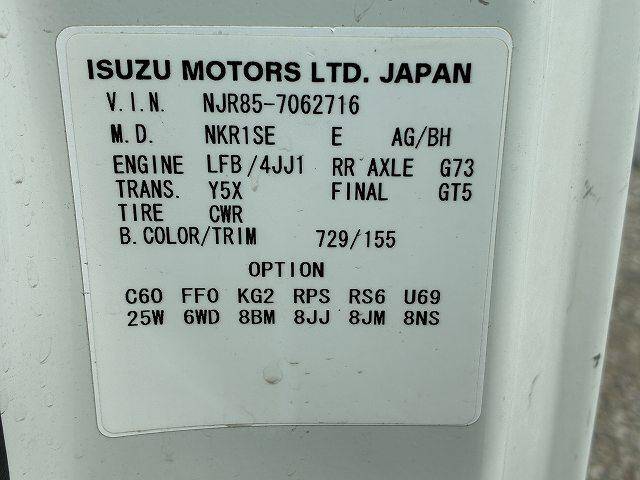 ISUZU MOTORS LTD. JAPAN
V.I.N. NJR85-7062716
M.D. NKR1SE E AG/BH
ENGINE LFB/4JJ1 RR AXLE G73
TRANS. Y5X FINAL GT5
TIRE CWR
B.COLOR/TRIM 729/155
OPTION
C60 FF0 KG2 RPS RS6 U69
25W 6WD 8BM 8JJ 8JM 8NS